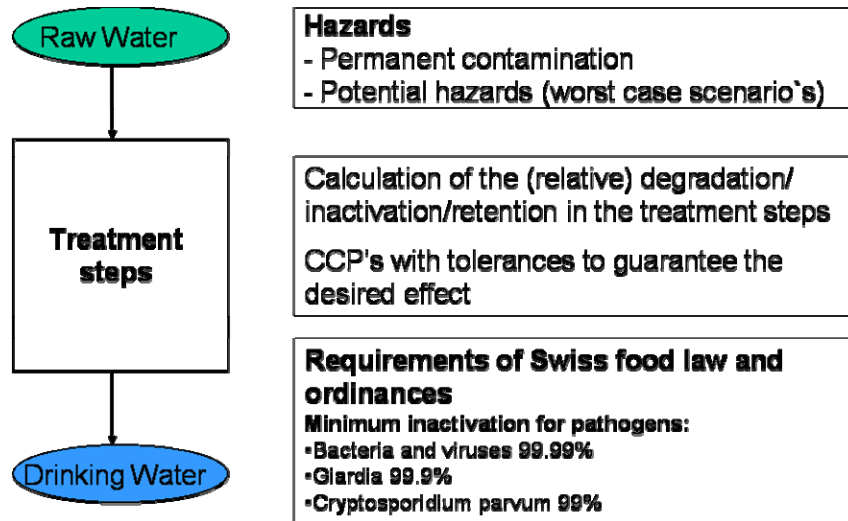 Raw Water
Hazards
- Permanent contamination
- Potential hazards (worst case scenario`s)
Treatment
steps
Calculation of the (relative) degradation/
inactivation/retention in the treatment steps
CCP's with tolerances to guarantee the
desired effect
Requirements of Swiss food law and
ordinances
Minimum inactivation for pathogens:
▪Bacteria and viruses 99.99%
▪Giardia 99.9%
▪Cryptosporidium parvum 99%
Drinking Water